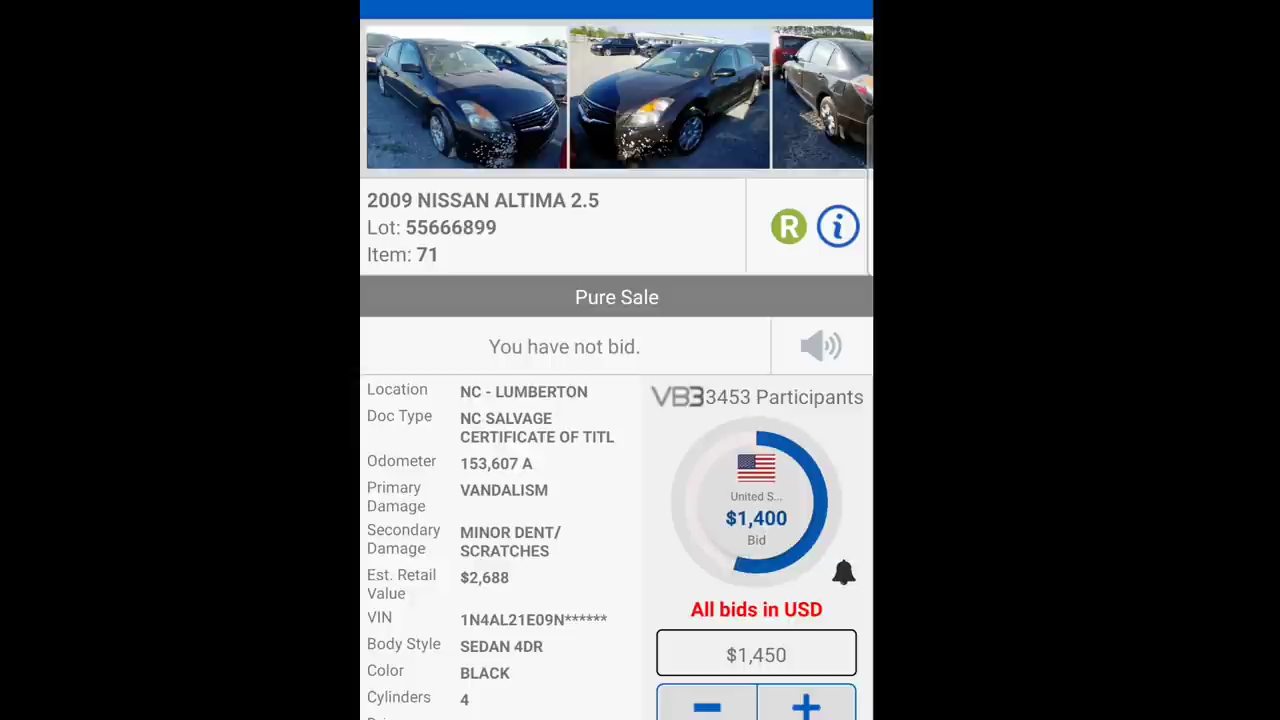 2009 NISSAN ALTIMA 2.5
Lot: 55666899
Item: 71
R i
Pure Sale
You have not bid.
Location NC - LUMBERTON
Doc Type NC SALVAGE
CERTIFICATE OF TITL
Odometer 153,607 A
Primary
Damage VANDALISM
Secondary
Damage MINOR DENT/
SCRATCHES
Est. Retail
Value $2,688
VIN 1N4AL21E09N******
Body Style SEDAN 4DR
Color BLACK
Cylinders 4
VB3 3453 Participants
United S...
$1,400
Bid
All bids in USD
$1,450